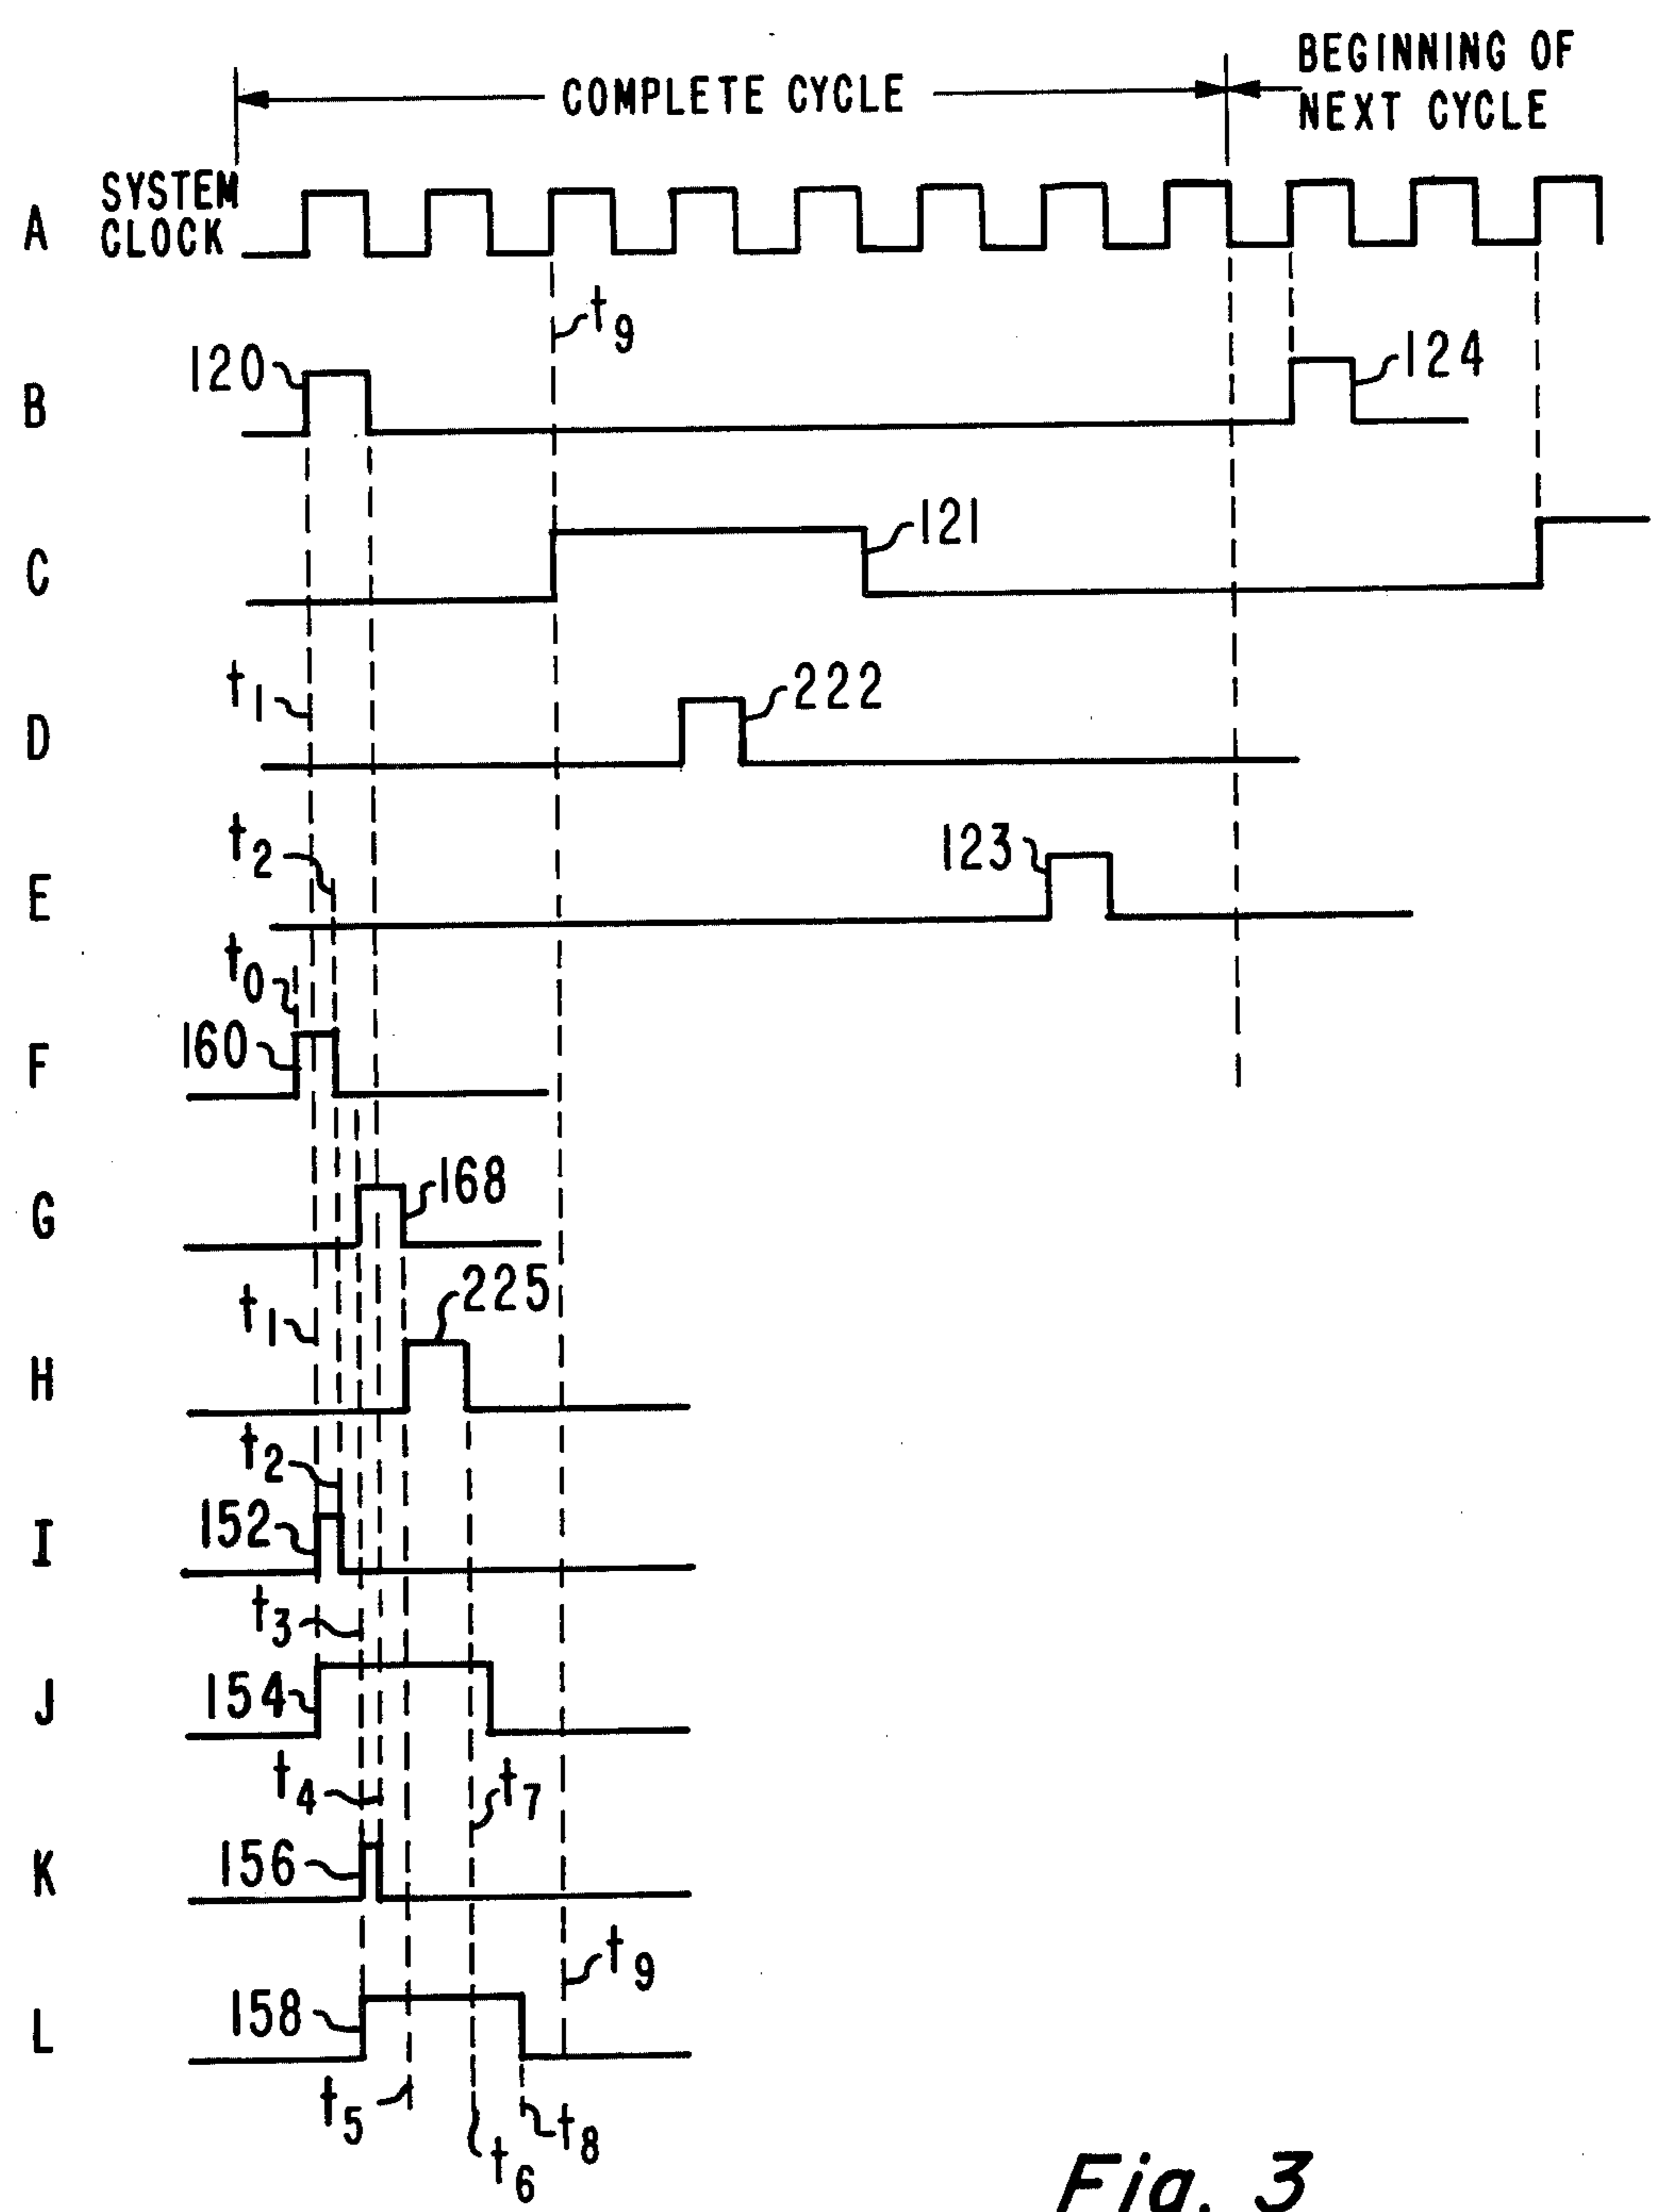 BEGINNING OF
COMPLETE CYCLE
NEXT CYCLE
SYSTEM
CLOCK
A
t9
120
124
B
121
C
t1
222
D
t2
123
E
t0
160
F
168
G
t1
225
H
t2
152
I
t3
154
J
t4
t7
156
K
t9
158
L
t5
t8
t6
Fig. 3